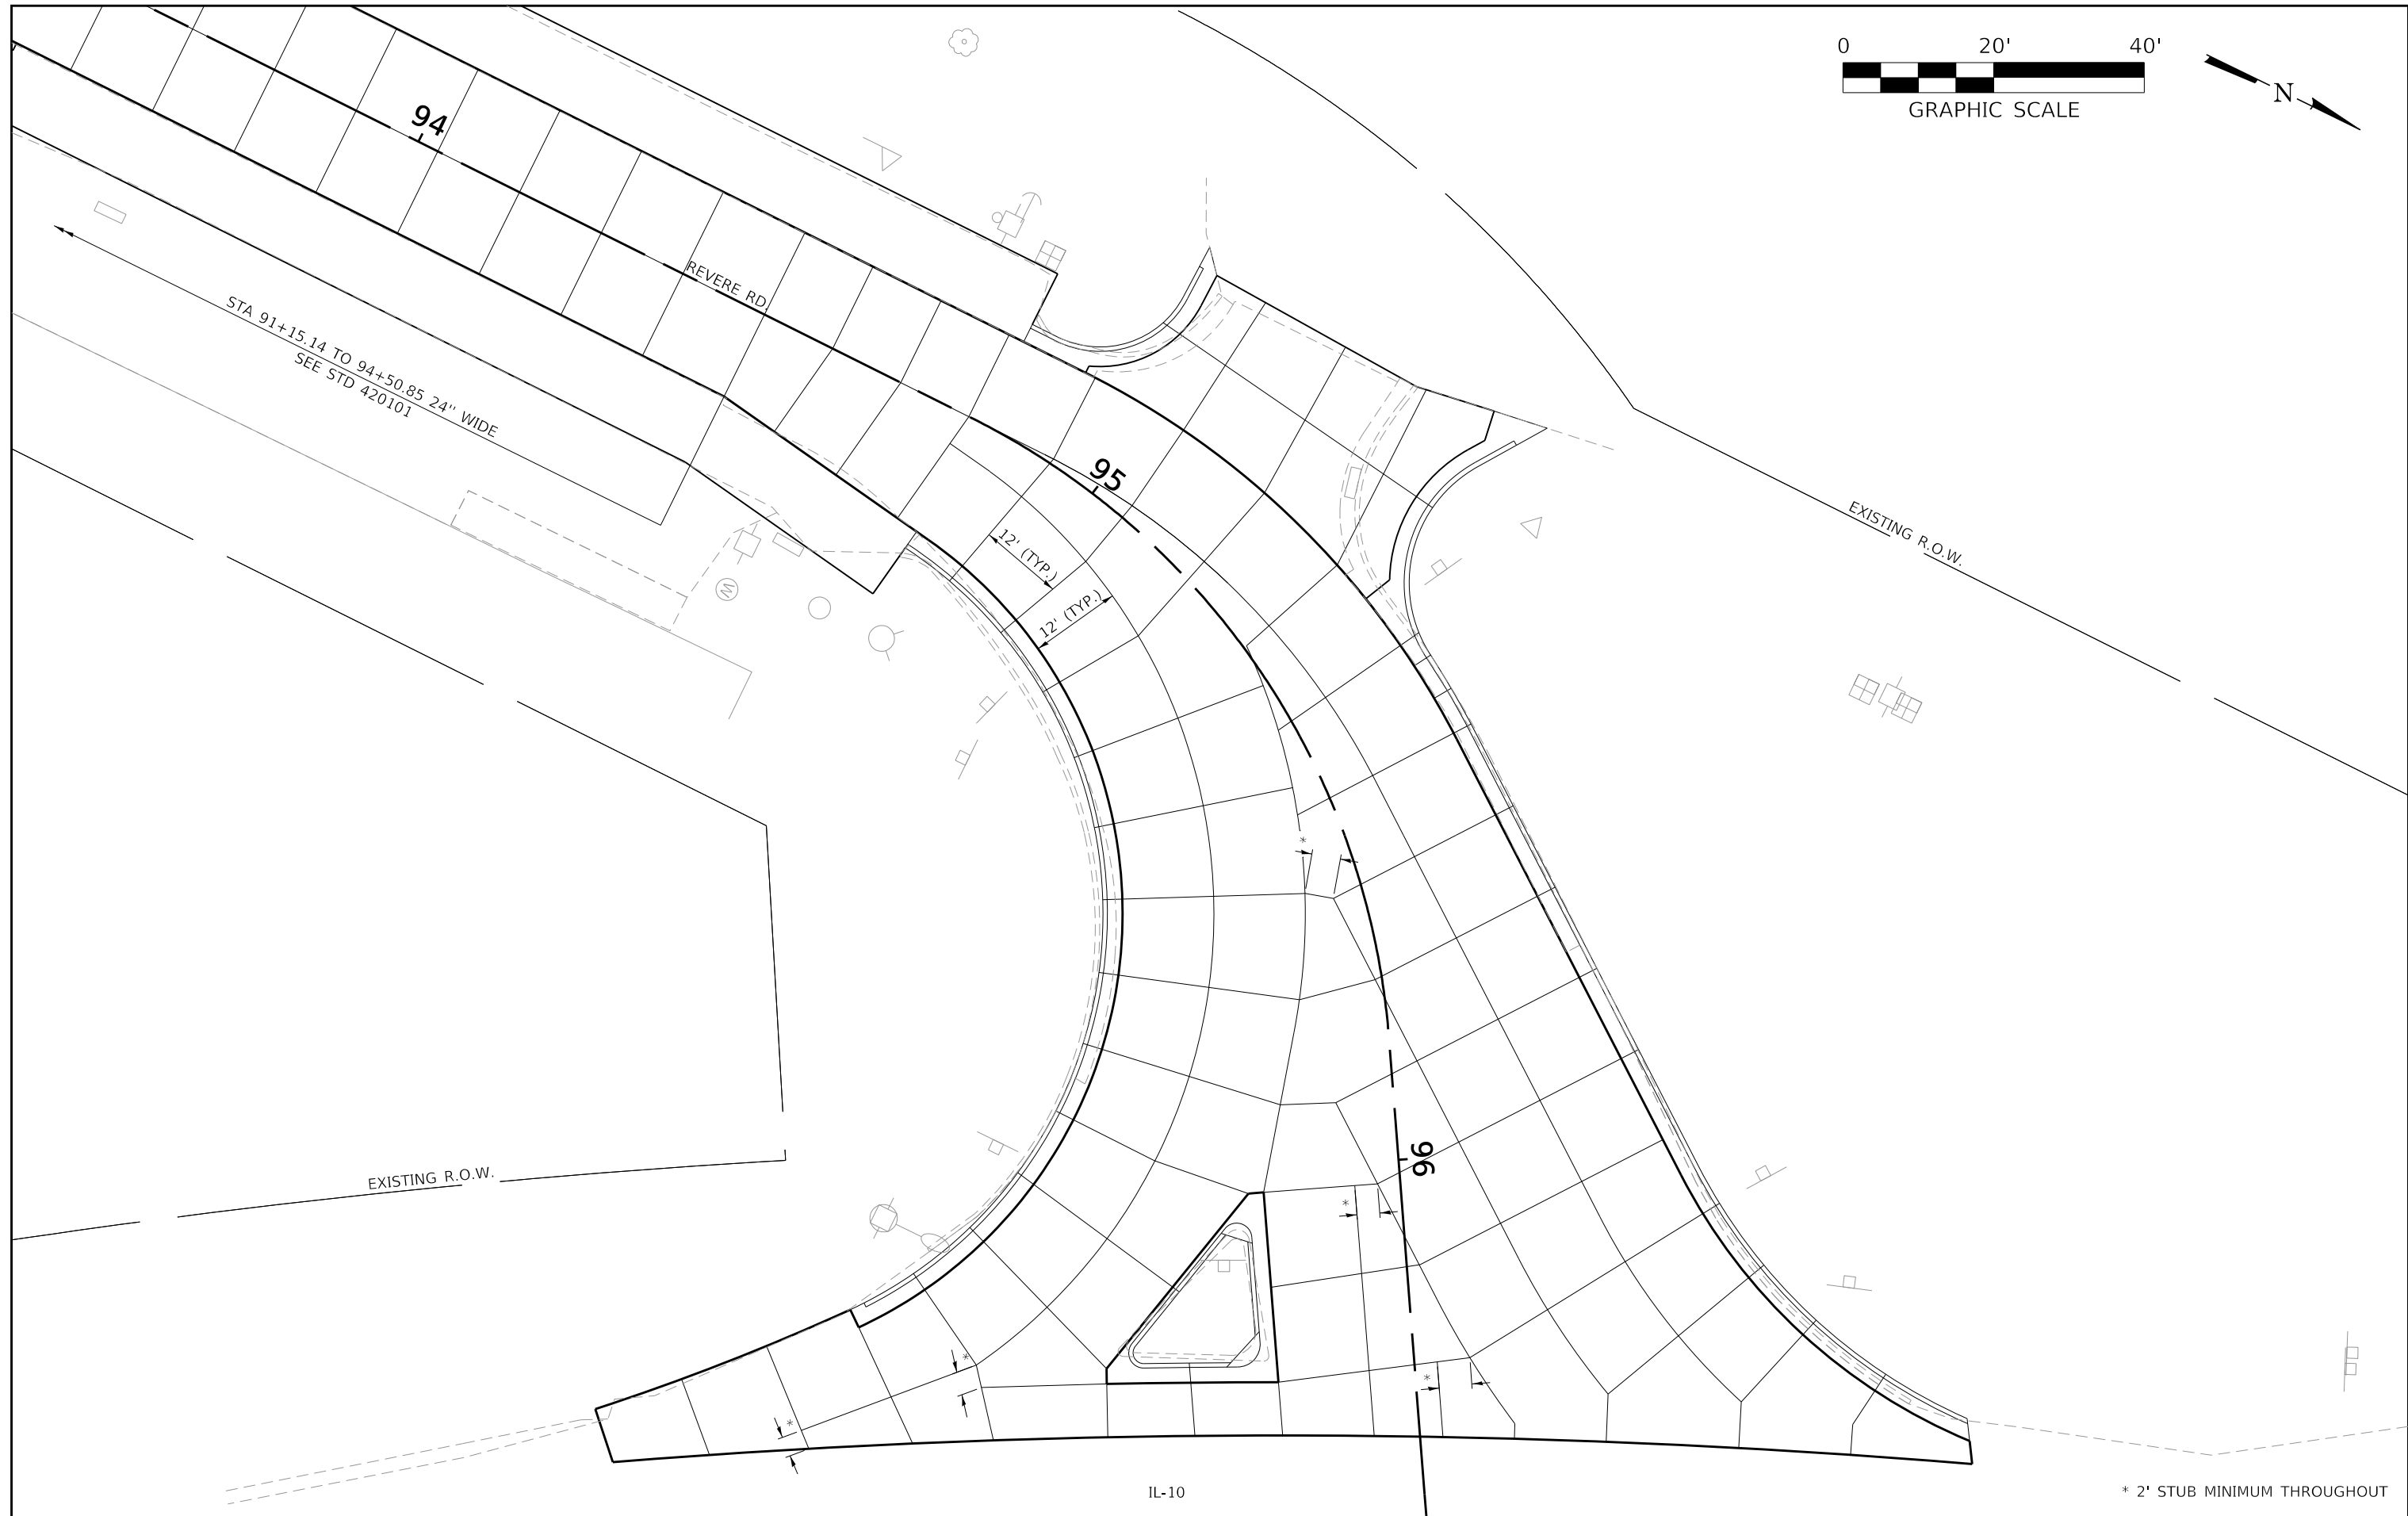 0 20' 40'
GRAPHIC SCALE
N
94
REVERE RD.
STA 91+15.14 TO 94+50.85 24" WIDE
SEE STD 420101
95
12' (TYP.)
12' (TYP.)
EXISTING R.O.W.
M
*
96
EXISTING R.O.W.
*
*
*
*
IL-10
* 2' STUB MINIMUM THROUGHOUT